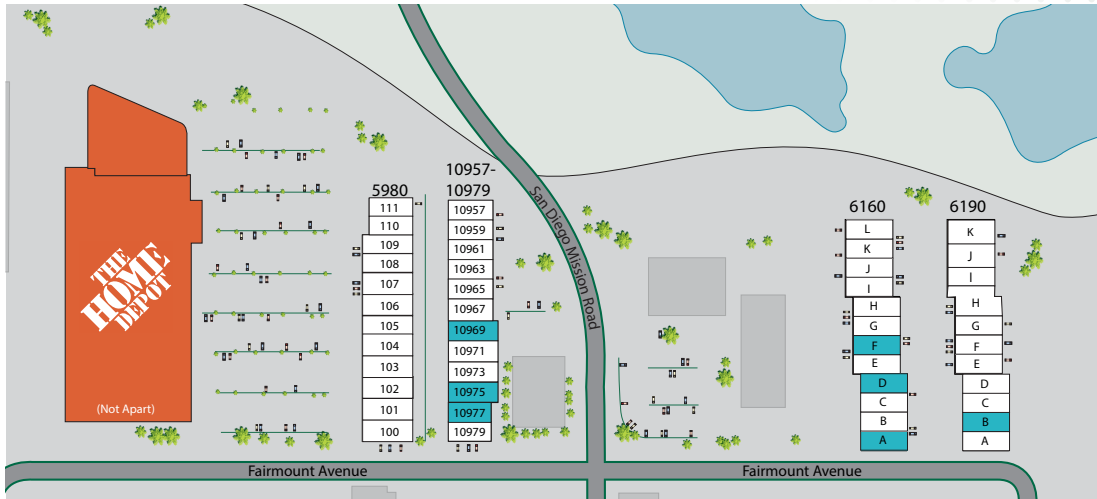 THE
HOME
DEPOT
(Not Apart)
5980
111
110
109
108
107
106
105
104
103
102
101
100
10957-
10979
10957
10959
10961
10963
10965
10967
10969
10971
10973
10975
10977
10979
San Diego Mission Road
6160
L
K
J
I
H
G
F
E
D
C
B
A
6190
K
J
I
H
G
F
E
D
C
B
A
Fairmount Avenue
Fairmount Avenue